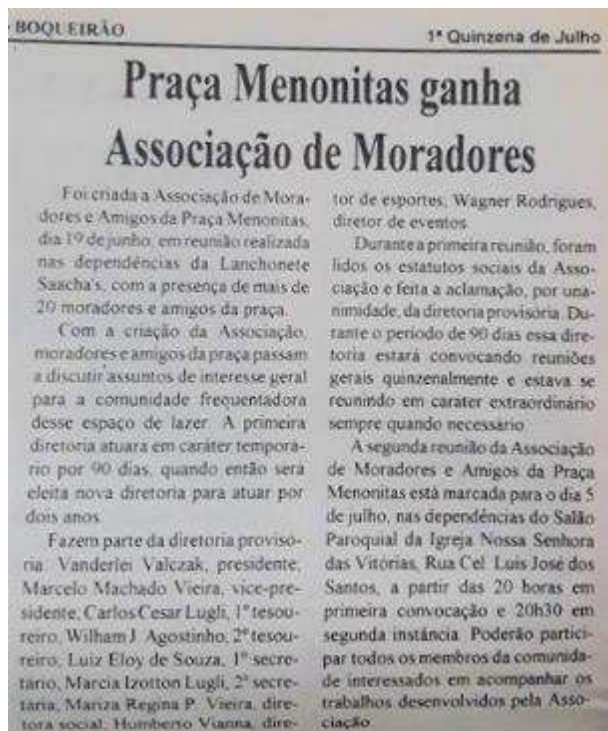 BOQUEIRÃO
1ª Quinzena de Julho
Praça Menonitas ganha
Associação de Moradores
Foi criada a Associação de Mora-
dores e Amigos da Praça Menonitas,
dia 19 de junho, em reunião realizada
nas dependências da Lanchonete
Sascha's, com a presença de mais de
20 moradores e amigos da praça.
Com a criação da Associação,
moradores e amigos da praça passam
a discutir assuntos de interesse geral
para a comunidade frequentadora
desse espaço de lazer. A primeira
diretoria atuara em caráter temporá-
rio por 90 dias, quando então será
eleita nova diretoria para atuar por
dois anos.
Fazem parte da diretoria provisó-
ria: Vanderlei Valczak, presidente,
Marcelo Machado Vieira, vice-pre-
sidente, Carlos Cesar Lugli, 1º tesou-
reiro, Wilham J. Agostinho, 2º tesou-
reiro, Luiz Eloy de Souza, 1º secre-
tário, Marcia Izotton Lugli, 2ª secre-
tária, Mariza Regina P. Vieira, dire-
tora social, Humberto Vianna, dire-
tor de esportes, Wagner Rodrigues,
diretor de eventos.
Durante a primeira reunião, foram
lidos os estatutos sociais da Asso-
ciação e feita a aclamação, por una-
nimidade, da diretoria provisória. Du-
rante o período de 90 dias essa dire-
toria estará convocando reuniões
gerais quinzenalmente e estava se
reunindo em caráter extraordinário
sempre quando necessário.
A segunda reunião da Associação
de Moradores e Amigos da Praça
Menonitas está marcada para o dia 5
de julho, nas dependências do Salão
Paroquial da Igreja Nossa Senhora
das Vitórias, Rua Cel. Luis José dos
Santos, a partir das 20 horas em
primeira convocação e 20h30 em
segunda instância. Poderão partici-
par todos os membros da comunida-
de interessados em acompanhar os
trabalhos desenvolvidos pela Asso-
ciação.